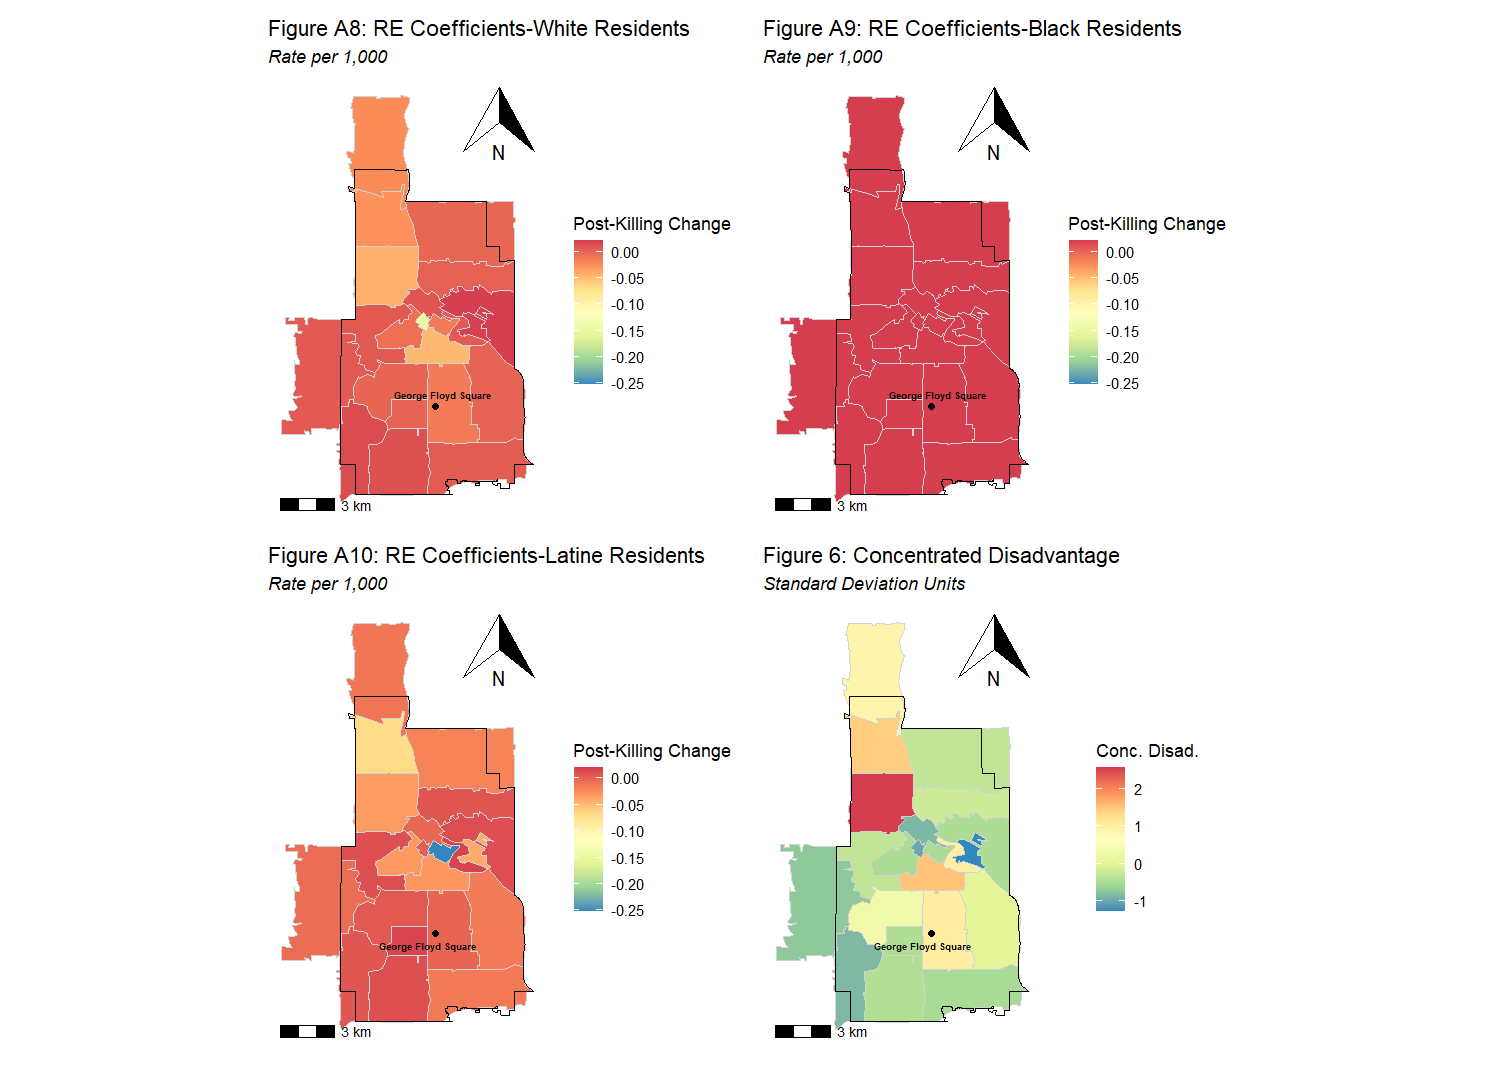 Figure A8: RE Coefficients-White Residents
Rate per 1,000
N
Post-Killing Change
0.00
-0.05
-0.10
-0.15
-0.20
-0.25
George Floyd Square
3 km
Figure A9: RE Coefficients-Black Residents
Rate per 1,000
N
Post-Killing Change
0.00
-0.05
-0.10
-0.15
-0.20
-0.25
George Floyd Square
3 km
Figure A10: RE Coefficients-Latine Residents
Rate per 1,000
N
Post-Killing Change
0.00
-0.05
-0.10
-0.15
-0.20
-0.25
George Floyd Square
3 km
Figure 6: Concentrated Disadvantage
Standard Deviation Units
N
Conc. Disad.
2
1
0
-1
George Floyd Square
3 km